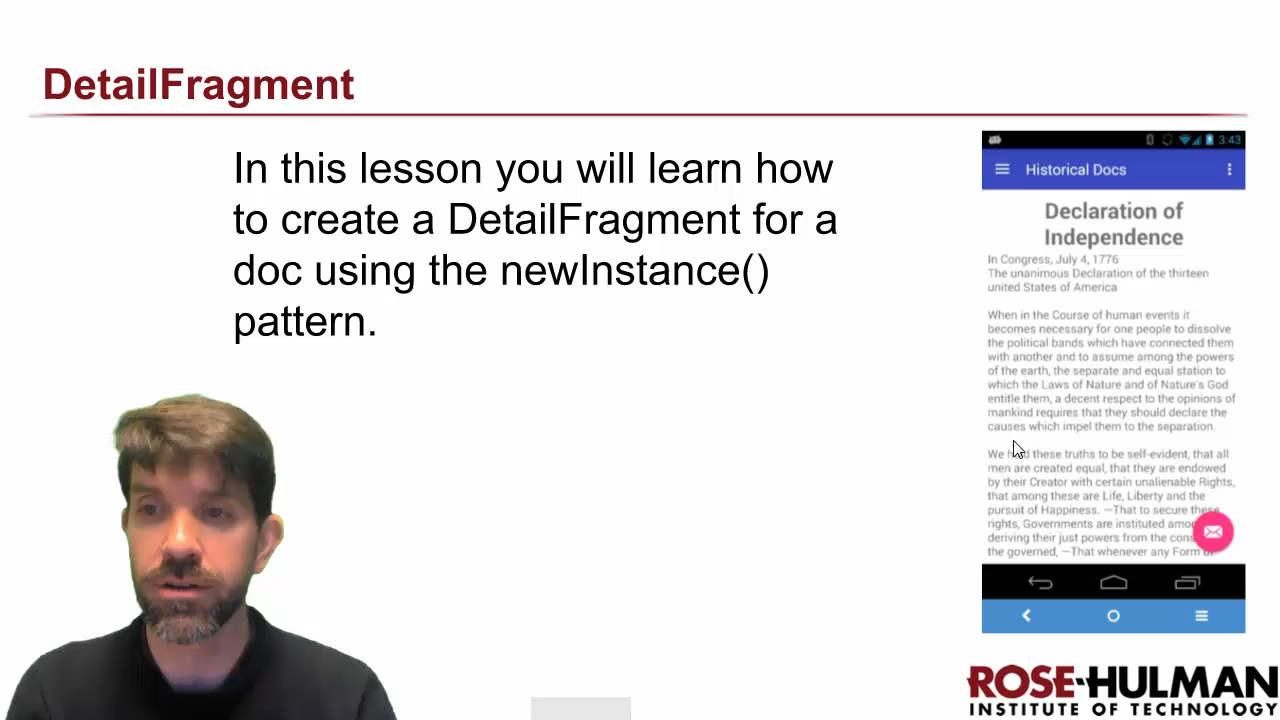 DetailFragment
In this lesson you will learn how
to create a DetailFragment for a
doc using the newInstance()
pattern.
3:43
Historical Docs
Declaration of
Independence
In Congress, July 4, 1776
The unanimous Declaration of the thirteen
united States of America
When in the Course of human events it
becomes necessary for one people to dissolve
the political bands which have connected them
with another and to assume among the powers
of the earth, the separate and equal station to
which the Laws of Nature and of Nature's God
entitle them, a decent respect to the opinions of
mankind requires that they should declare the
causes which impel them to the separation.
We these truths to be self-evident, that all
men are created equal, that they are endowed
by their Creator with certain unalienable Rights,
that among these are Life, Liberty and the
pursuit of Happiness. —That to secure these
rights, Governments are instituted
deriving their just powers from the
the governed, —That whenever any Form of
ROSE-HULMAN
INSTITUTE OF TECHNOLOGY